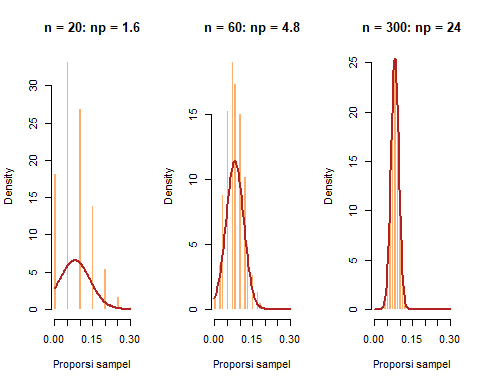 n = 20: np = 1.6
n = 60: np = 4.8
n = 300: np = 24
Density
0 5 10 15 20 25 30
0.00 0.15 0.30
Proporsi sampel
Density
0 5 10 15
0.00 0.15 0.30
Proporsi sampel
Density
0 5 10 15 20 25
0.00 0.15 0.30
Proporsi sampel